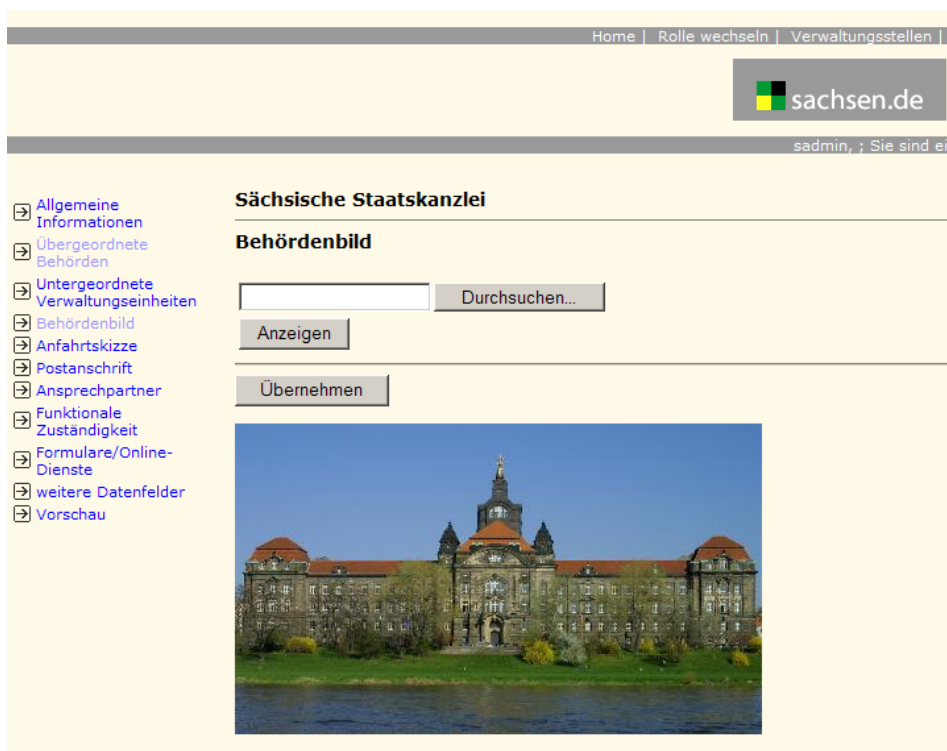 Home | Rolle wechseln | Verwaltungsstellen |
sachsen.de
sadmin, ; Sie sind
Allgemeine
Informationen
Übergeordnete
Behörden
Untergeordnete
Verwaltungseinheiten
Behördenbild
Anfahrtskizze
Postanschrift
Ansprechpartner
Funktionale
Zuständigkeit
Formulare/Online-
Dienste
weitere Datenfelder
Vorschau
Sächsische Staatskanzlei
Behördenbild
Durchsuchen...
Anzeigen
Übernehmen